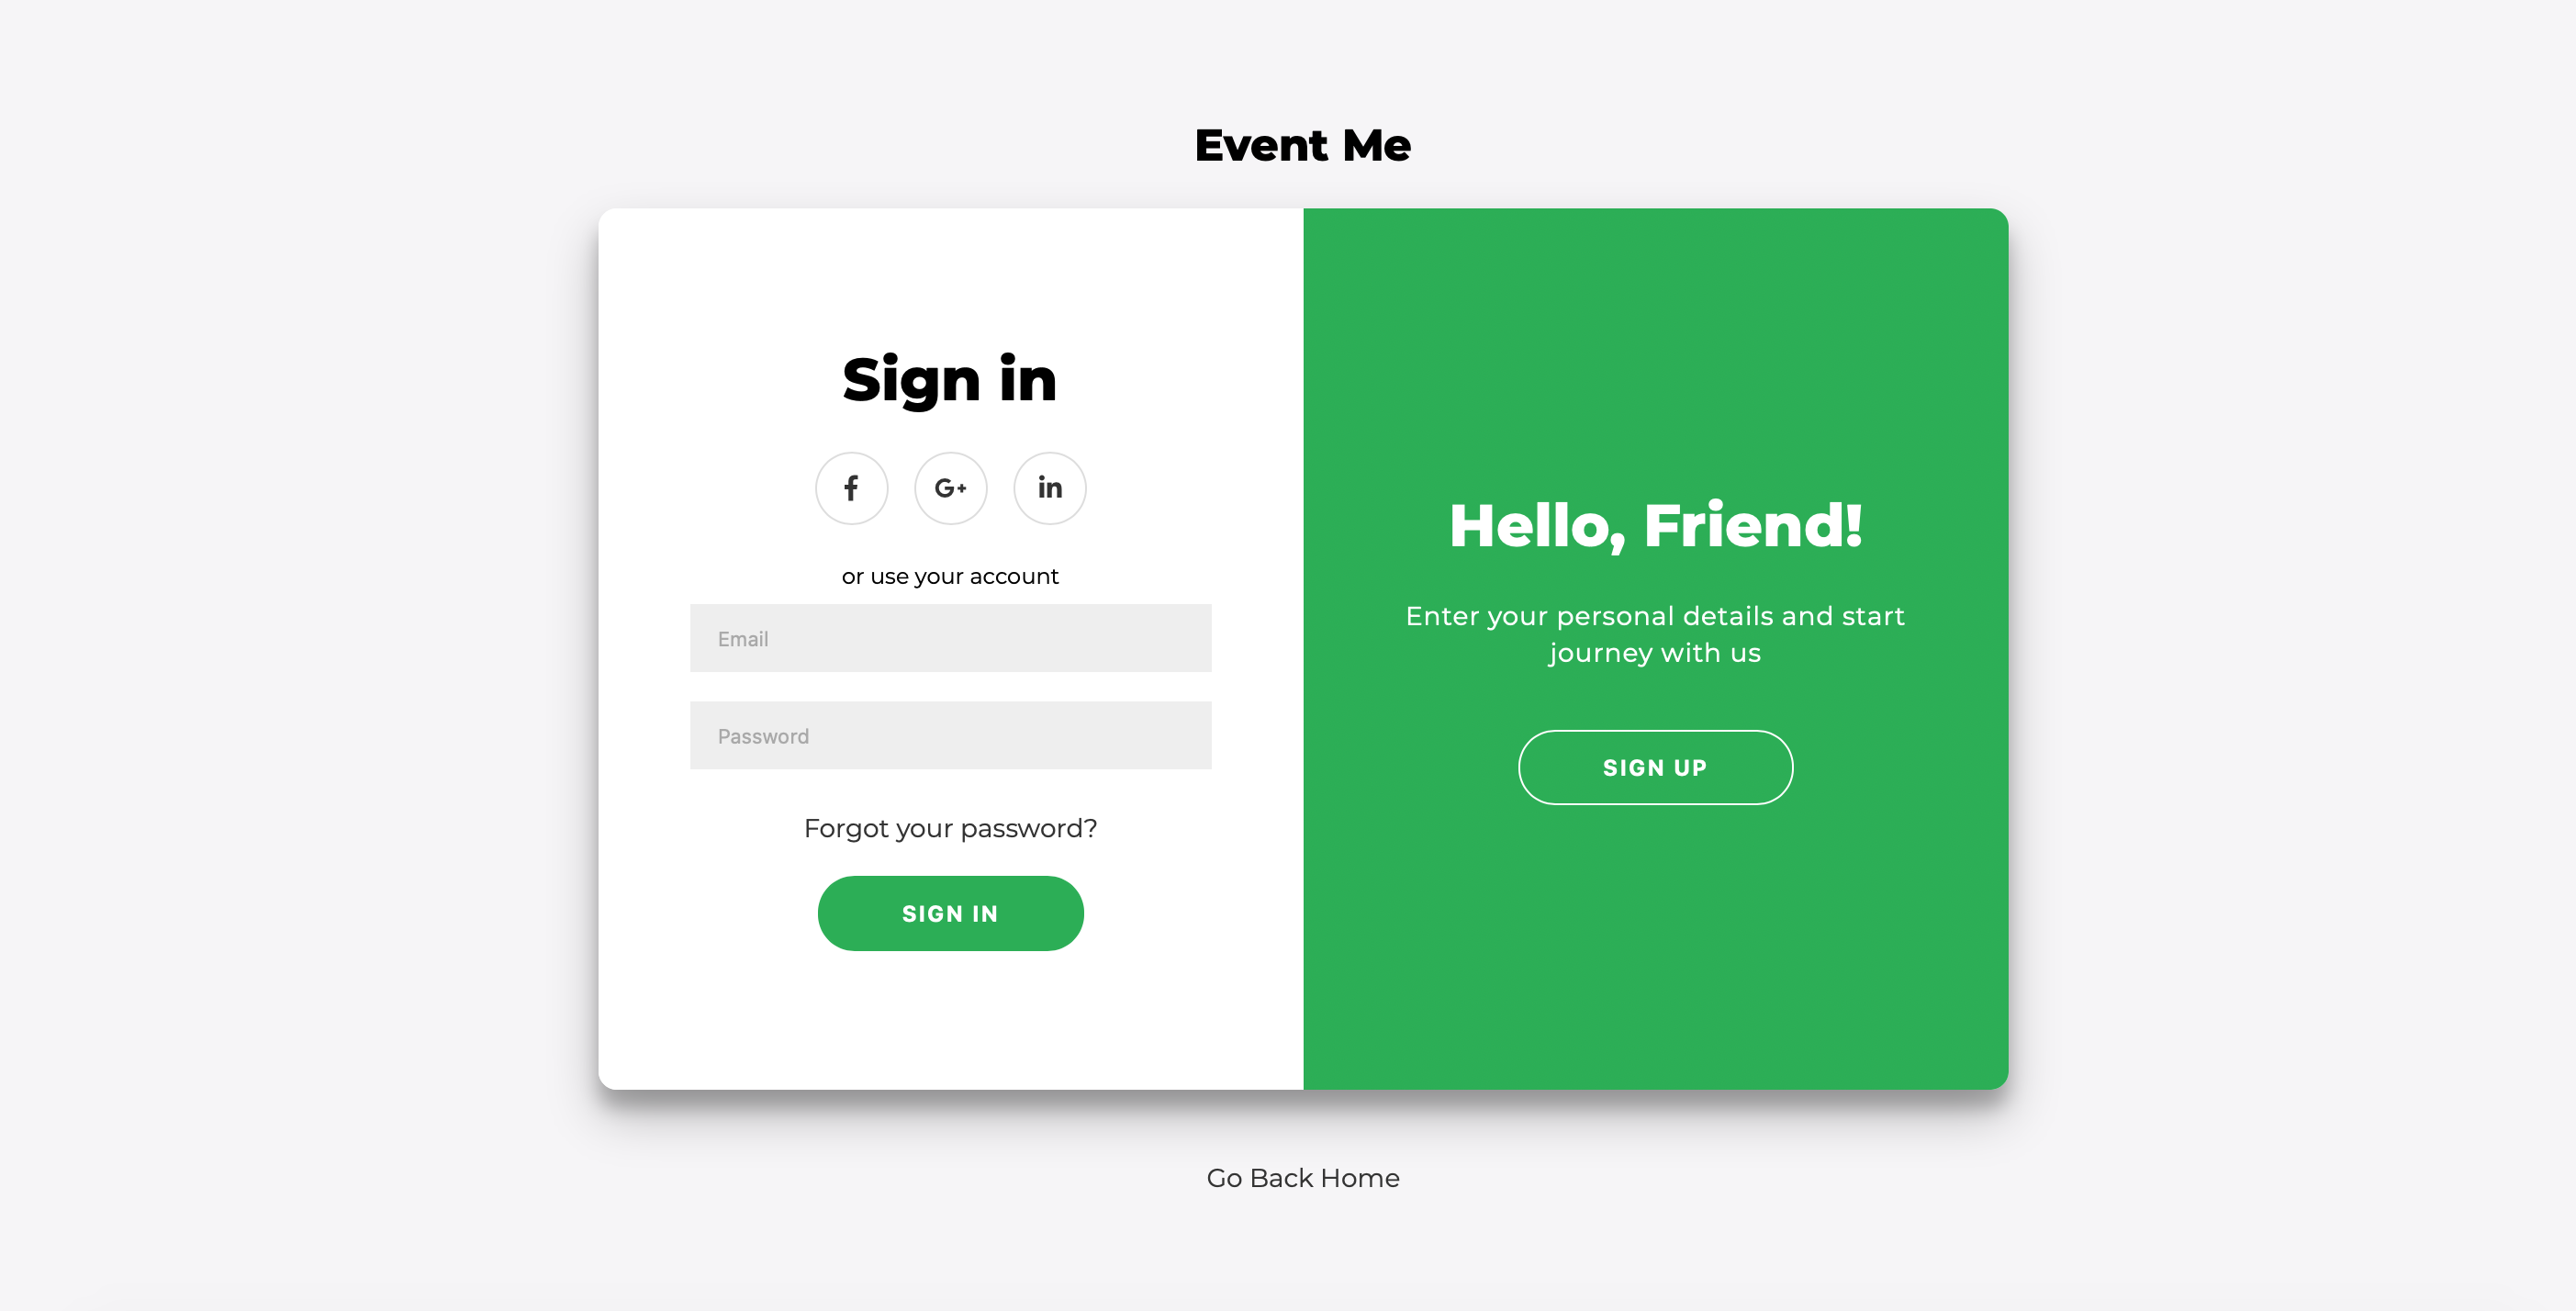 Event Me
Sign in
f
G+
in
or use your account
Email
Password
Forgot your password?
SIGN IN
Hello, Friend!
Enter your personal details and start
journey with us
SIGN UP
Go Back Home